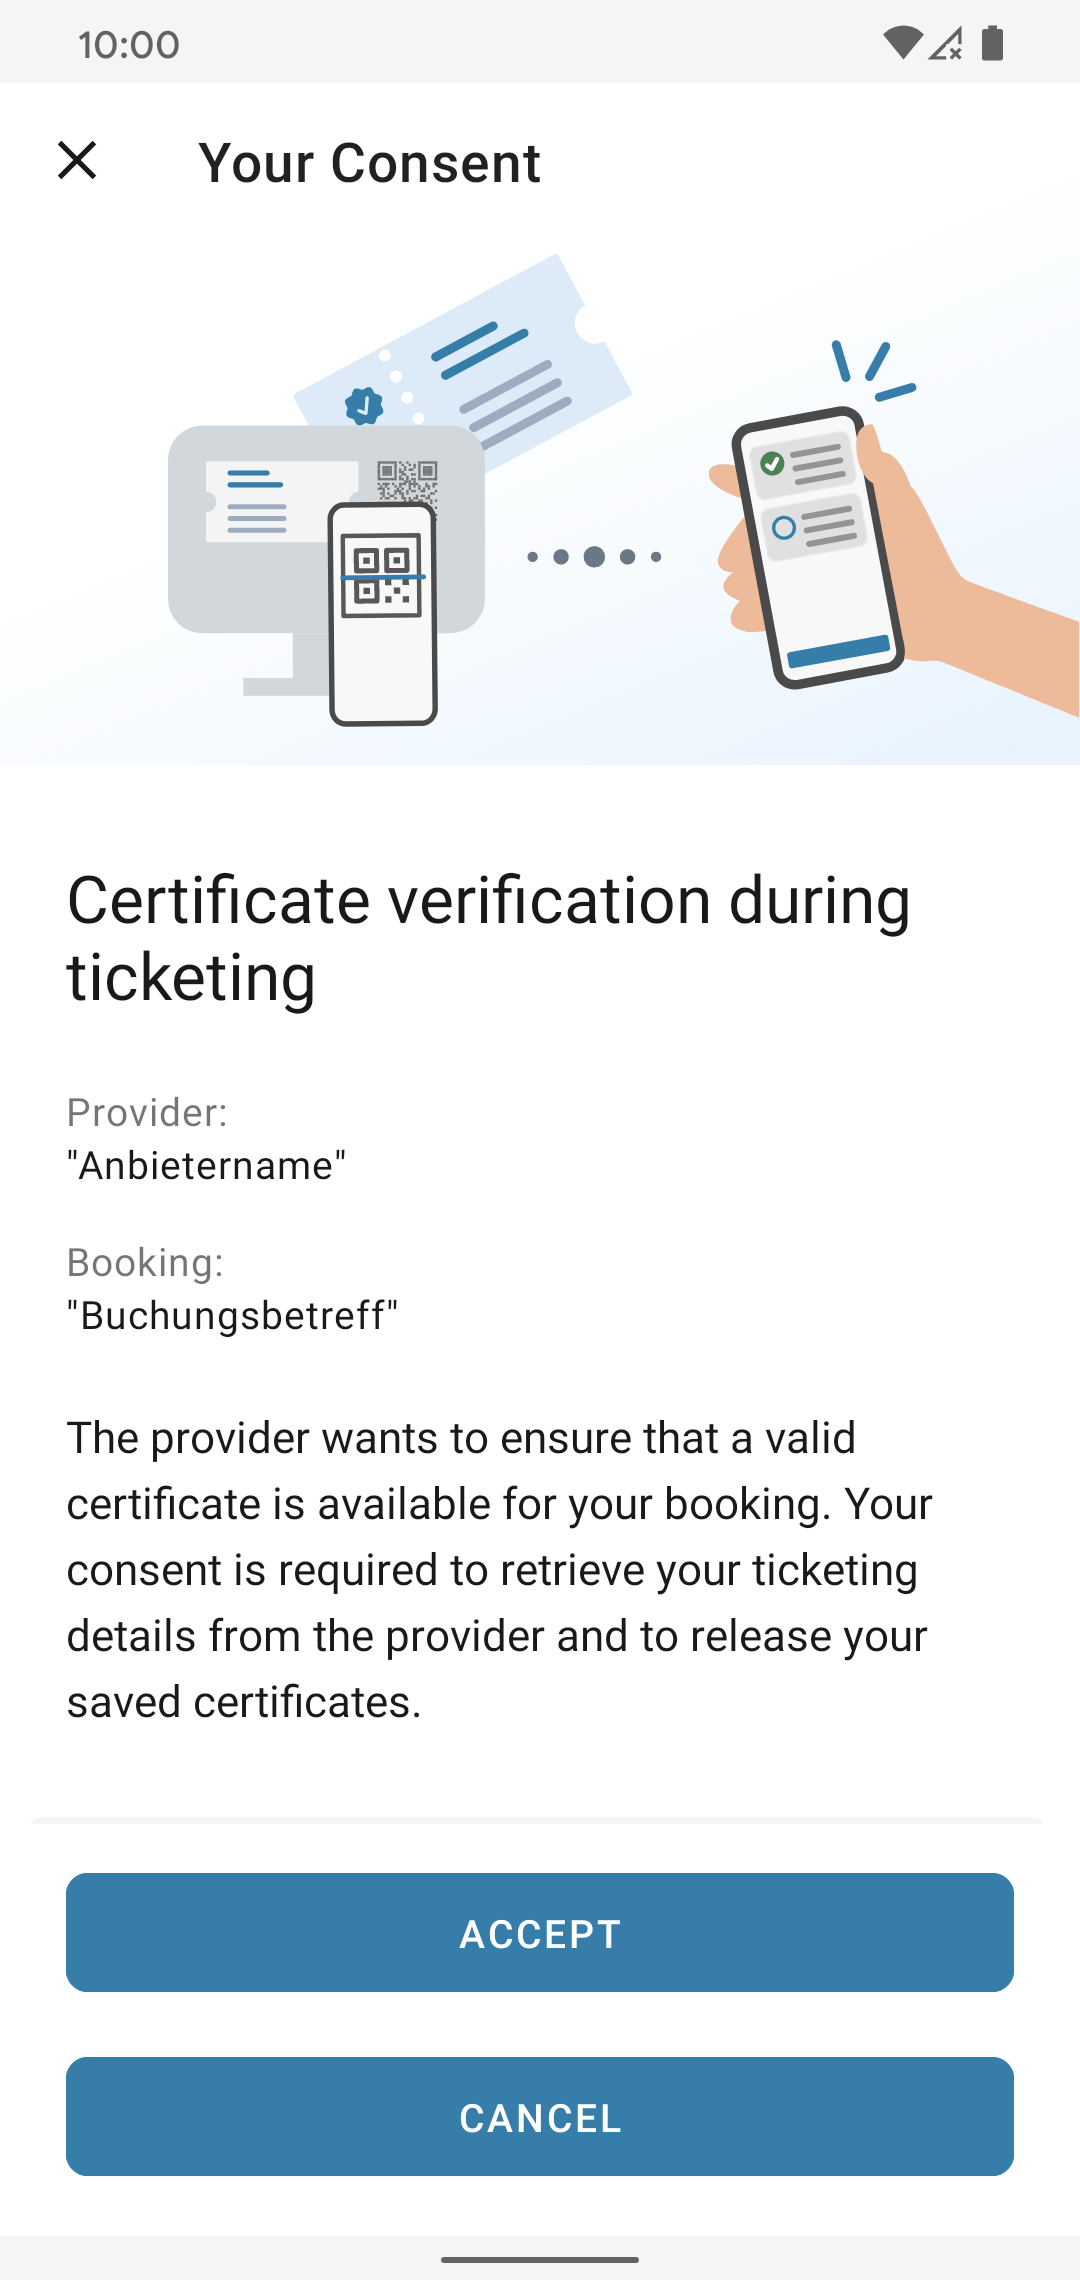 10:00
Your Consent
Certificate verification during
ticketing
Provider:
"Anbietername"
Booking:
"Buchungsbetreff"
The provider wants to ensure that a valid
certificate is available for your booking. Your
consent is required to retrieve your ticketing
details from the provider and to release your
saved certificates.
ACCEPT
CANCEL